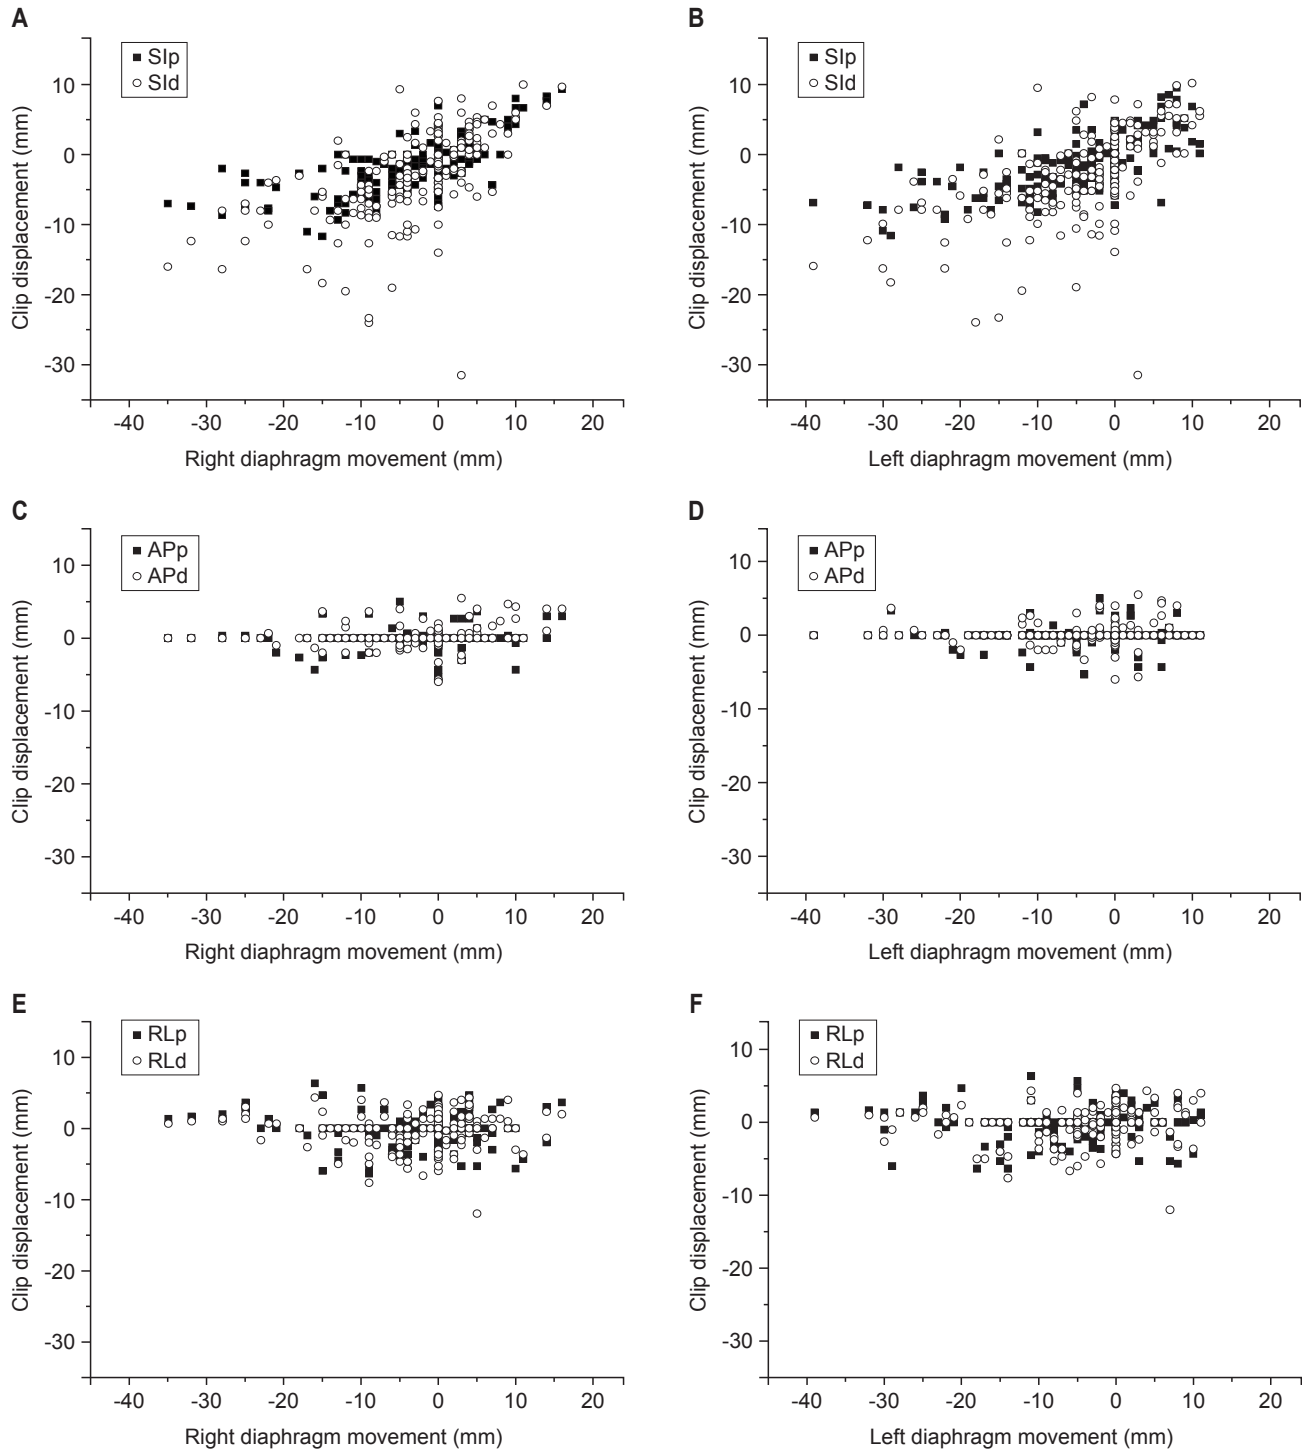 A
SIp
SId
10
0
-10
-20
-30
Clip displacement (mm)
-40 -30 -20 -10 0 10 20
Right diaphragm movement (mm)
B
SIp
SId
10
0
-10
-20
-30
Clip displacement (mm)
-40 -30 -20 -10 0 10 20
Left diaphragm movement (mm)
C
APp
APd
10
0
-10
-20
-30
Clip displacement (mm)
-40 -30 -20 -10 0 10 20
Right diaphragm movement (mm)
D
APp
APd
10
0
-10
-20
-30
Clip displacement (mm)
-40 -30 -20 -10 0 10 20
Left diaphragm movement (mm)
E
RLp
RLd
10
0
-10
-20
-30
Clip displacement (mm)
-40 -30 -20 -10 0 10 20
Right diaphragm movement (mm)
F
RLp
RLd
10
0
-10
-20
-30
Clip displacement (mm)
-40 -30 -20 -10 0 10 20
Left diaphragm movement (mm)